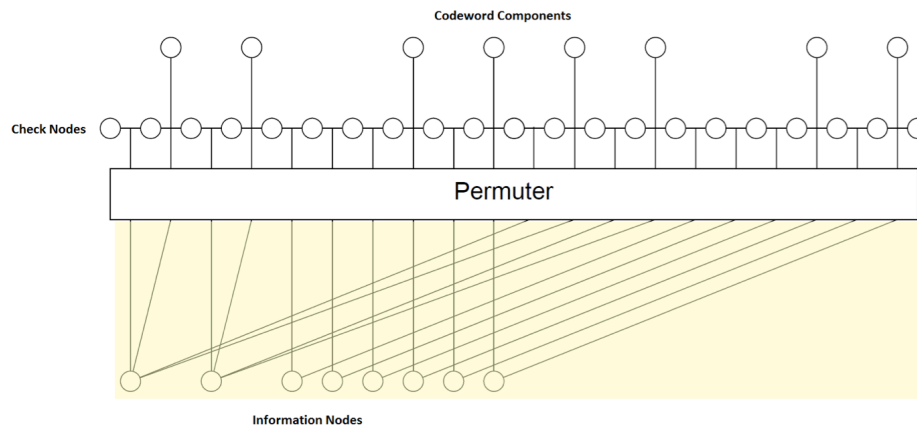 Codeword Components
Check Nodes
Permuter
Information Nodes